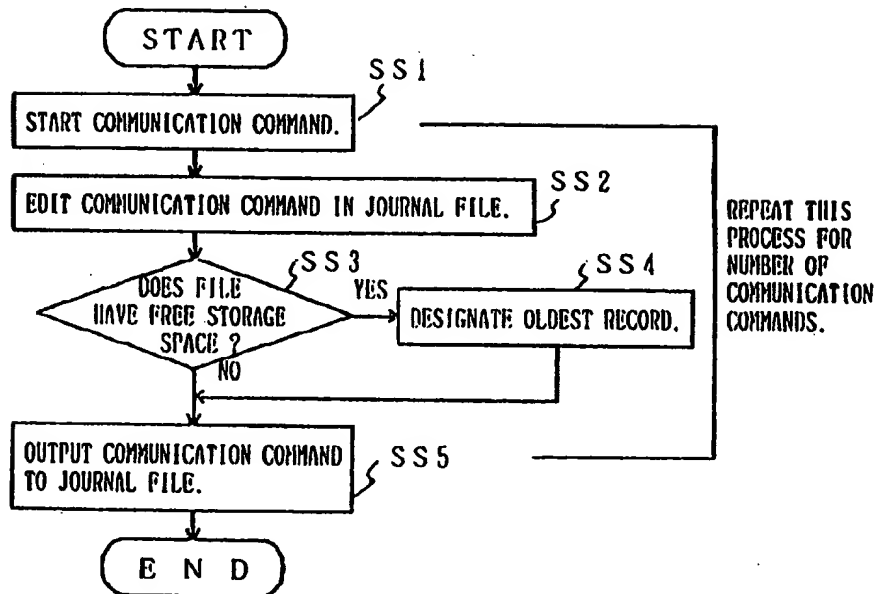 START
SS1
START COMMUNICATION COMMAND.
SS2
EDIT COMMUNICATION COMMAND IN JOURNAL FILE.
SS3
DOES FILE
HAVE FREE STORAGE
SPACE ?
YES
NO
SS4
DESIGNATE OLDEST RECORD.
REPEAT THIS
PROCESS FOR
NUMBER OF
COMMUNICATION
COMMANDS.
OUTPUT COMMUNICATION COMMAND
TO JOURNAL FILE.
SS5
END